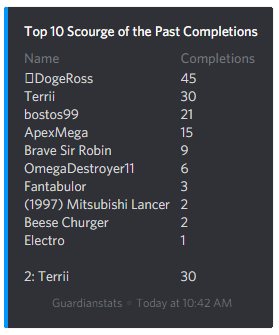 Top 10 Scourge of the Past Completions
Name Completions
DogeRoss 45
Terrii 30
bostos99 21
ApexMega 15
Brave Sir Robin 9
OmegaDestroyer11 6
Fantabulor 3
(1997) Mitsubishi Lancer 2
Beese Churger 2
Electro 1
2: Terrii 30
Guardianstats • Today at 10:42 AM